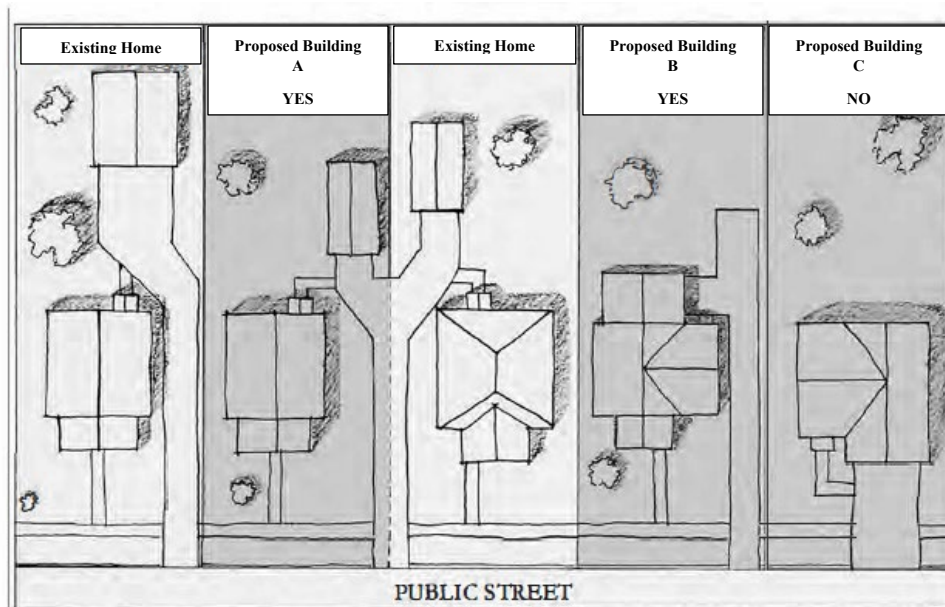 Existing Home
Proposed Building
A
YES
Existing Home
Proposed Building
B
YES
Proposed Building
C
NO
PUBLIC STREET